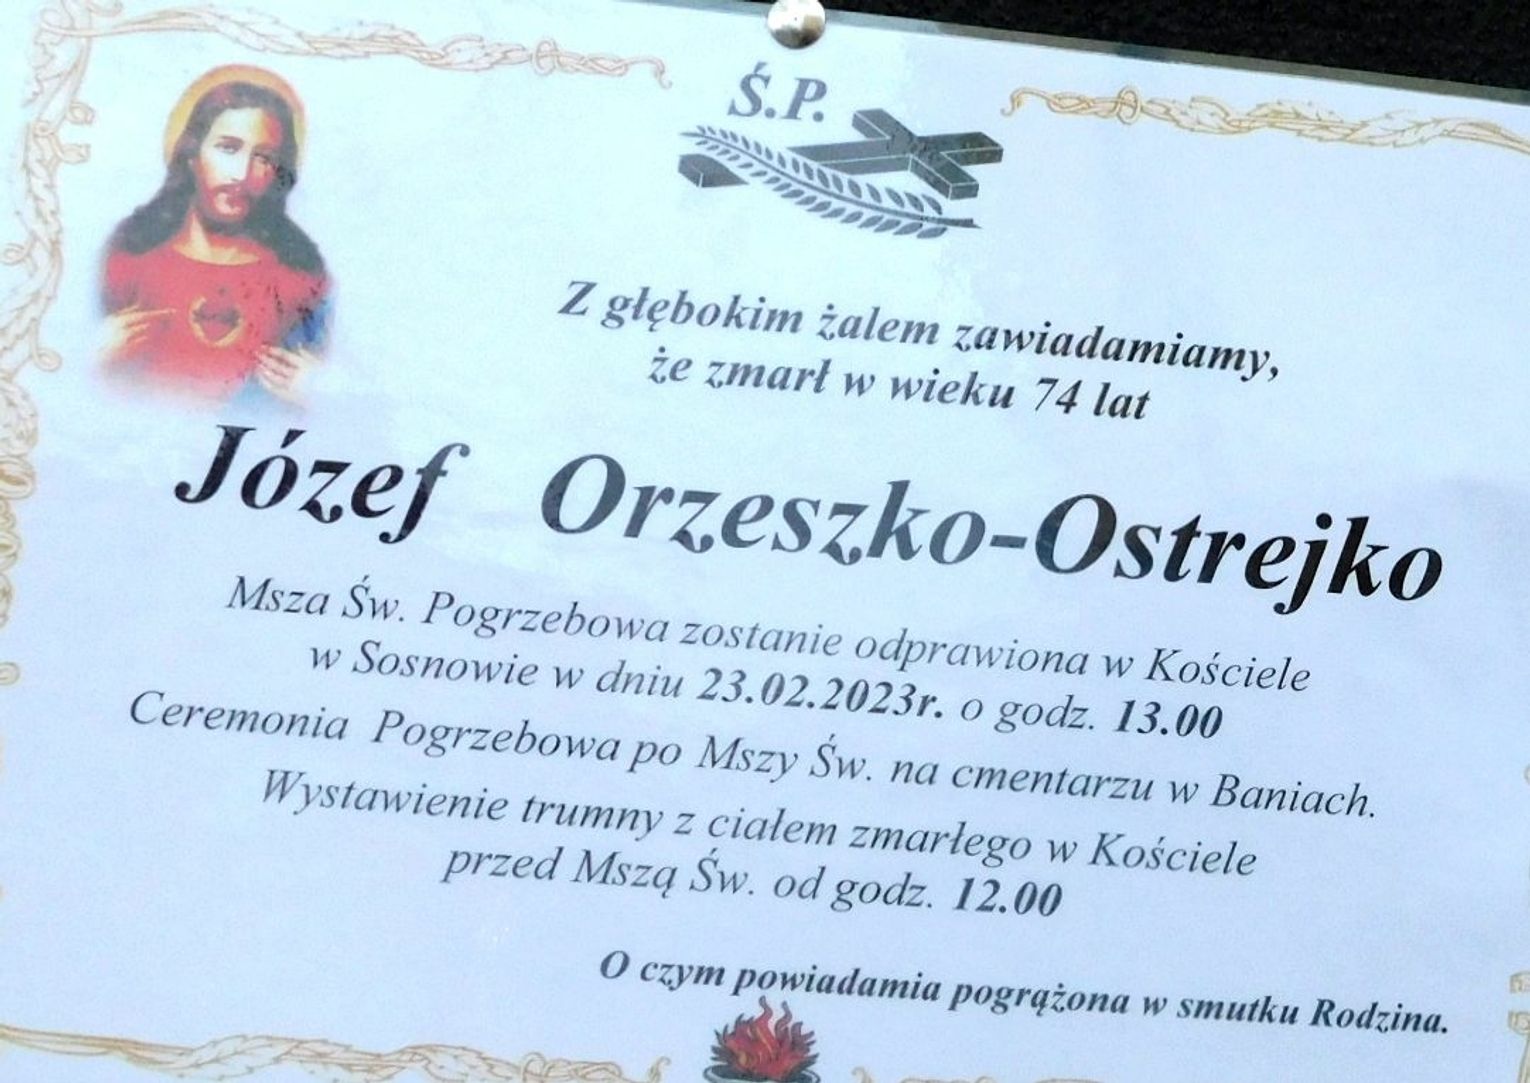 Ś.P.
Z głębokim żalem zawiadamiamy,
że zmarł w wieku 74 lat
Józef Orzeszko-Ostrejko
Msza Św. Pogrzebowa zostanie odprawiona w Kościele
w Sosnowie w dniu 23.02.2023r. o godz. 13.00
Ceremonia Pogrzebowa po Mszy Św. na cmentarzu w Baniach.
Wystawienie trumny z ciałem zmarłego w Kościele
przed Mszą Św. od godz. 12.00
O czym powiadamia pogrążona w smutku Rodzina.